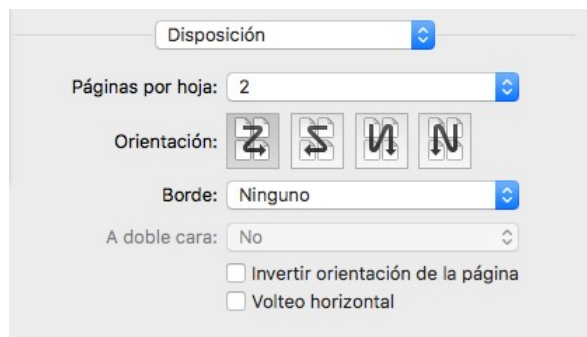 Disposición
Páginas por hoja: 2
Orientación:
Borde: Ninguno
A doble cara: No
Invertir orientación de la página
Volteo horizontal